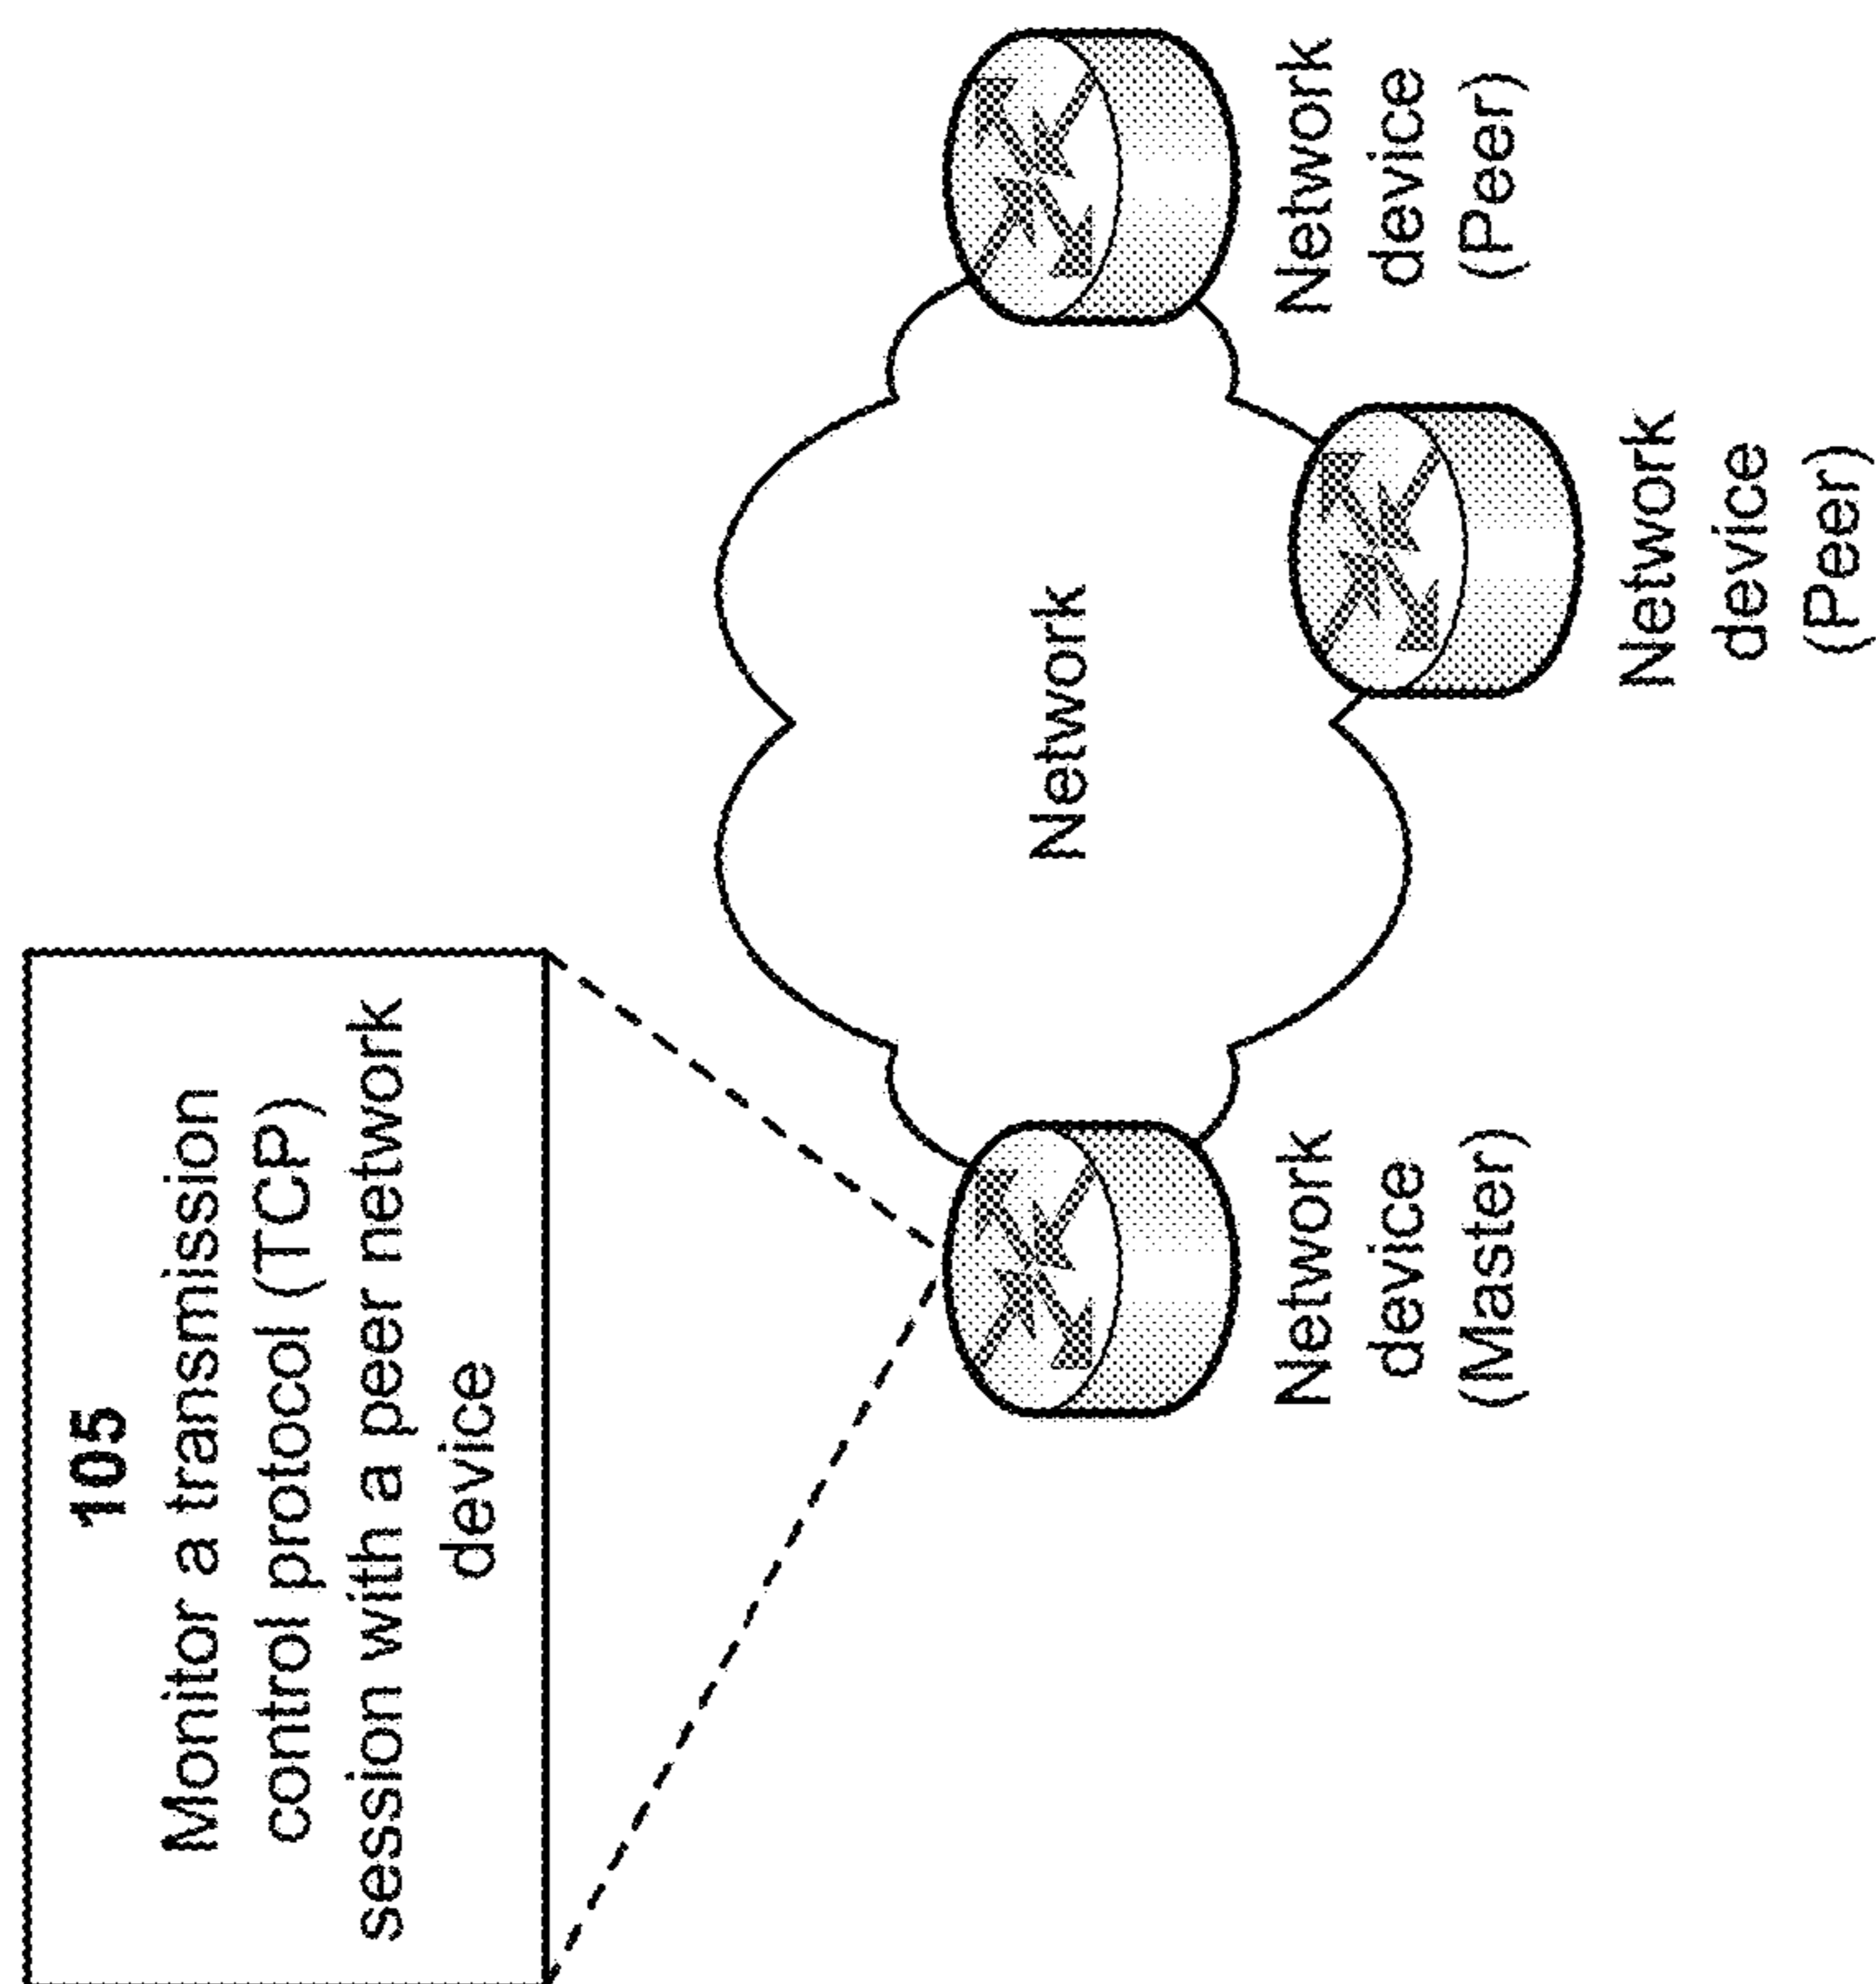 105
Monitor a transmission
control protocol (TCP)
session with a peer network
device
Network
Network
device
(Master)
Network
device
(Peer)
Network
device
(Peer)